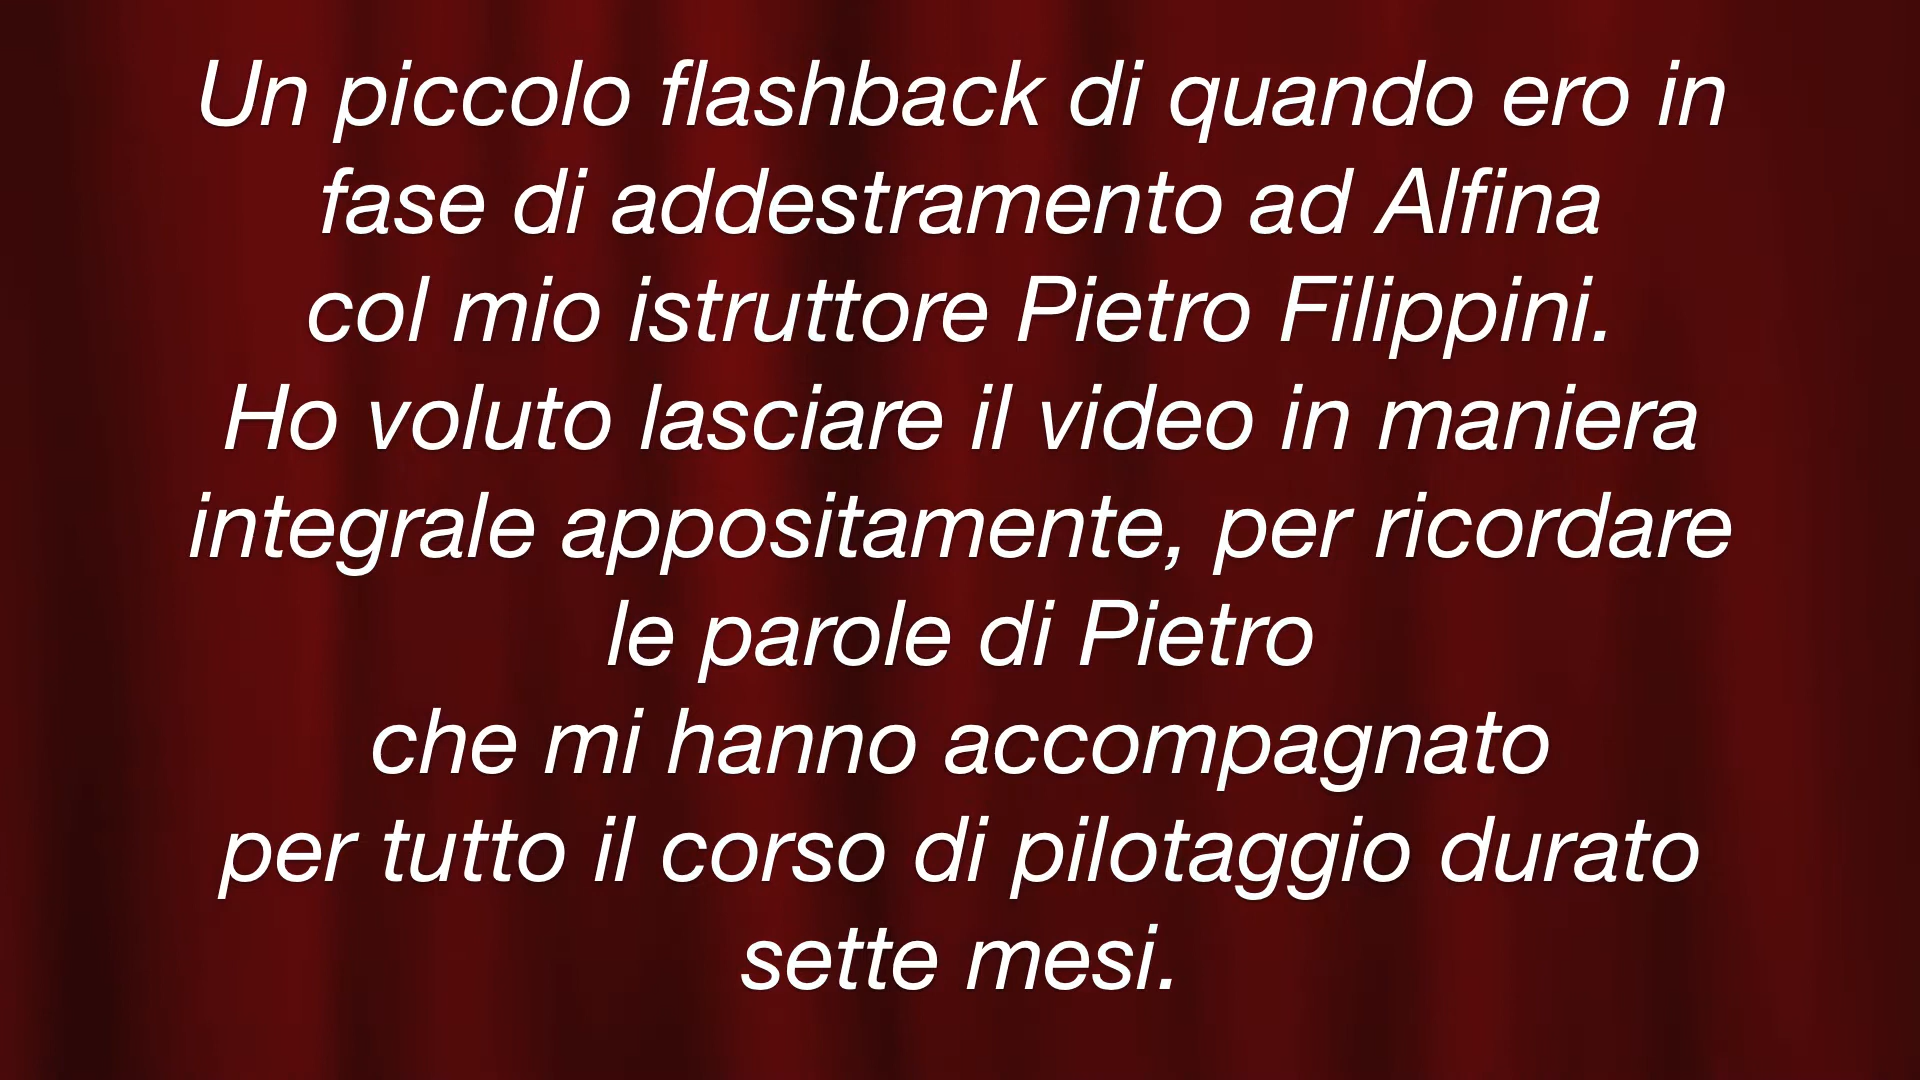 Un piccolo flashback di quando ero in
fase di addestramento ad Alfina
col mio istruttore Pietro Filippini.
Ho voluto lasciare il video in maniera
integrale appositamente, per ricordare
le parole di Pietro
che mi hanno accompagnato
per tutto il corso di pilotaggio durato
sette mesi.